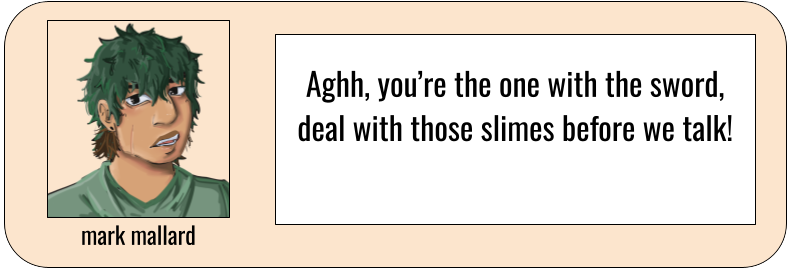 Aghh, you're the one with the sword,
deal with those slimes before we talk!
mark mallard